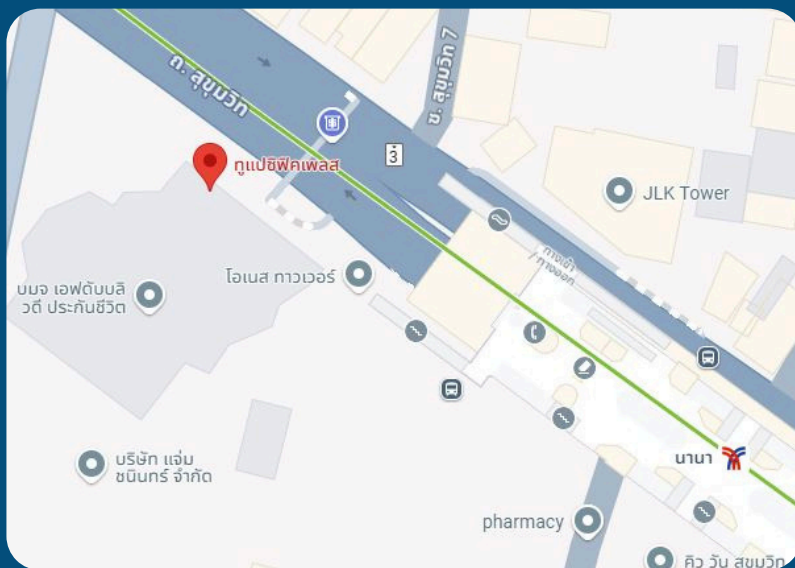 ถ. สุขุมวิท
ซ. สุขุมวิท 7
3
ทูแปซิฟิคเพลส
JLK Tower
ทางเข้า
/ทางออก
โอเนส ทาวเวอร์
บมจ เอฟดับบลิ
วดี ประกันชีวิต
นานา
บริษัท แจ่ม
ชนินทร์ จำกัด
pharmacy
คิว วัน สุขุมวิท